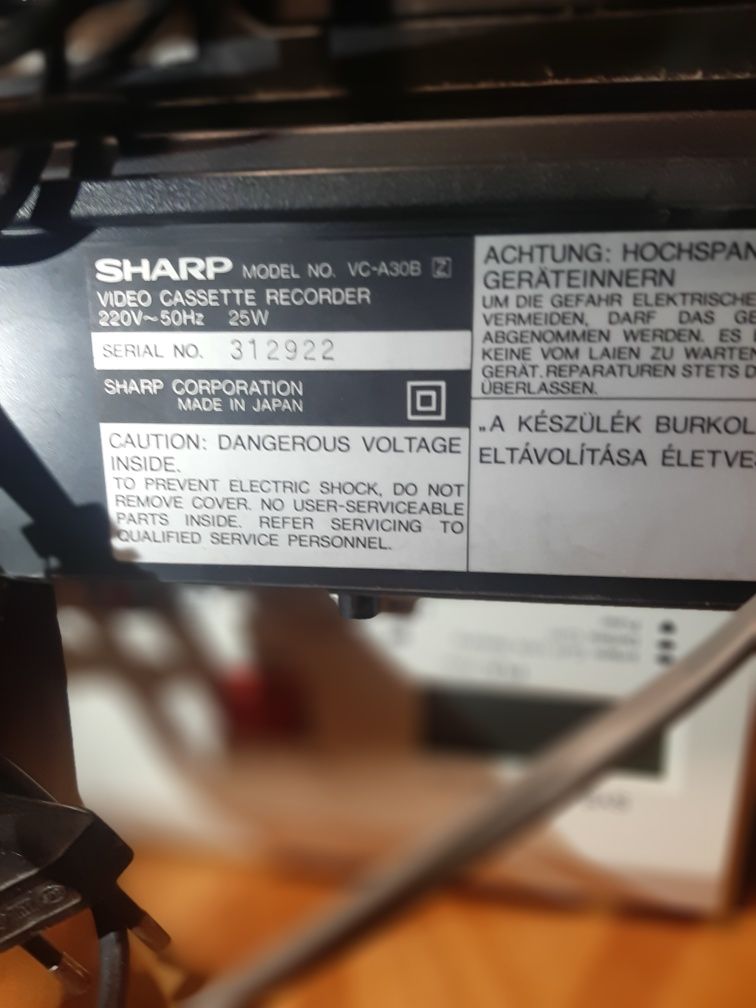 SHARP MODEL NO. VC-A30B Z
VIDEO CASSETTE RECORDER
220V~50Hz 25W
SERIAL NO. 312922
SHARP CORPORATION
MADE IN JAPAN
CAUTION: DANGEROUS VOLTAGE
INSIDE.
TO PREVENT ELECTRIC SHOCK, DO NOT
REMOVE COVER. NO USER-SERVICEABLE
PARTS INSIDE. REFER SERVICING TO
QUALIFIED SERVICE PERSONNEL.
ACHTUNG: HOCHSPAN
GERÄTEINNERN
UM DIE GEFAHR ELEKTRISCHE
VERMEIDEN, DARF DAS GE
ABGENOMMEN WERDEN. ES
KEINE VOM LAIEN ZU WARTEN
GERÄT. REPARATUREN STETS D
ÜBERLASSEN.
„A KÉSZÜLÉK BURKOL
ELTÁVOLÍTÁSA ÉLETVE